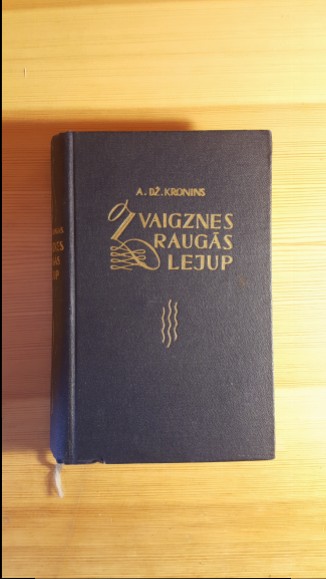 A. DŽ. KRONINS
ZVAIGZNES
RAUGĀS
LEJUP